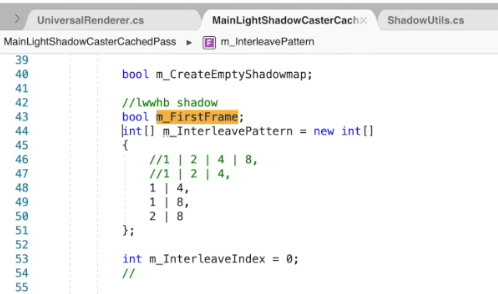 UniversalRenderer.cs
MainLightShadowCasterCach
ShadowUtils.cs
MainLightShadowCasterCachedPass ▸ m_InterleavePattern
39
40 bool m_CreateEmptyShadowmap;
41
42 //lwwhb shadow
43 bool m_FirstFrame;
44 int[] m_InterleavePattern = new int[]
45 {
46 //1 | 2 | 4 | 8,
47 //1 | 2 | 4,
48 1 | 4,
49 1 | 8,
50 2 | 8
51 };
52
53 int m_InterleaveIndex = 0;
54 //
55